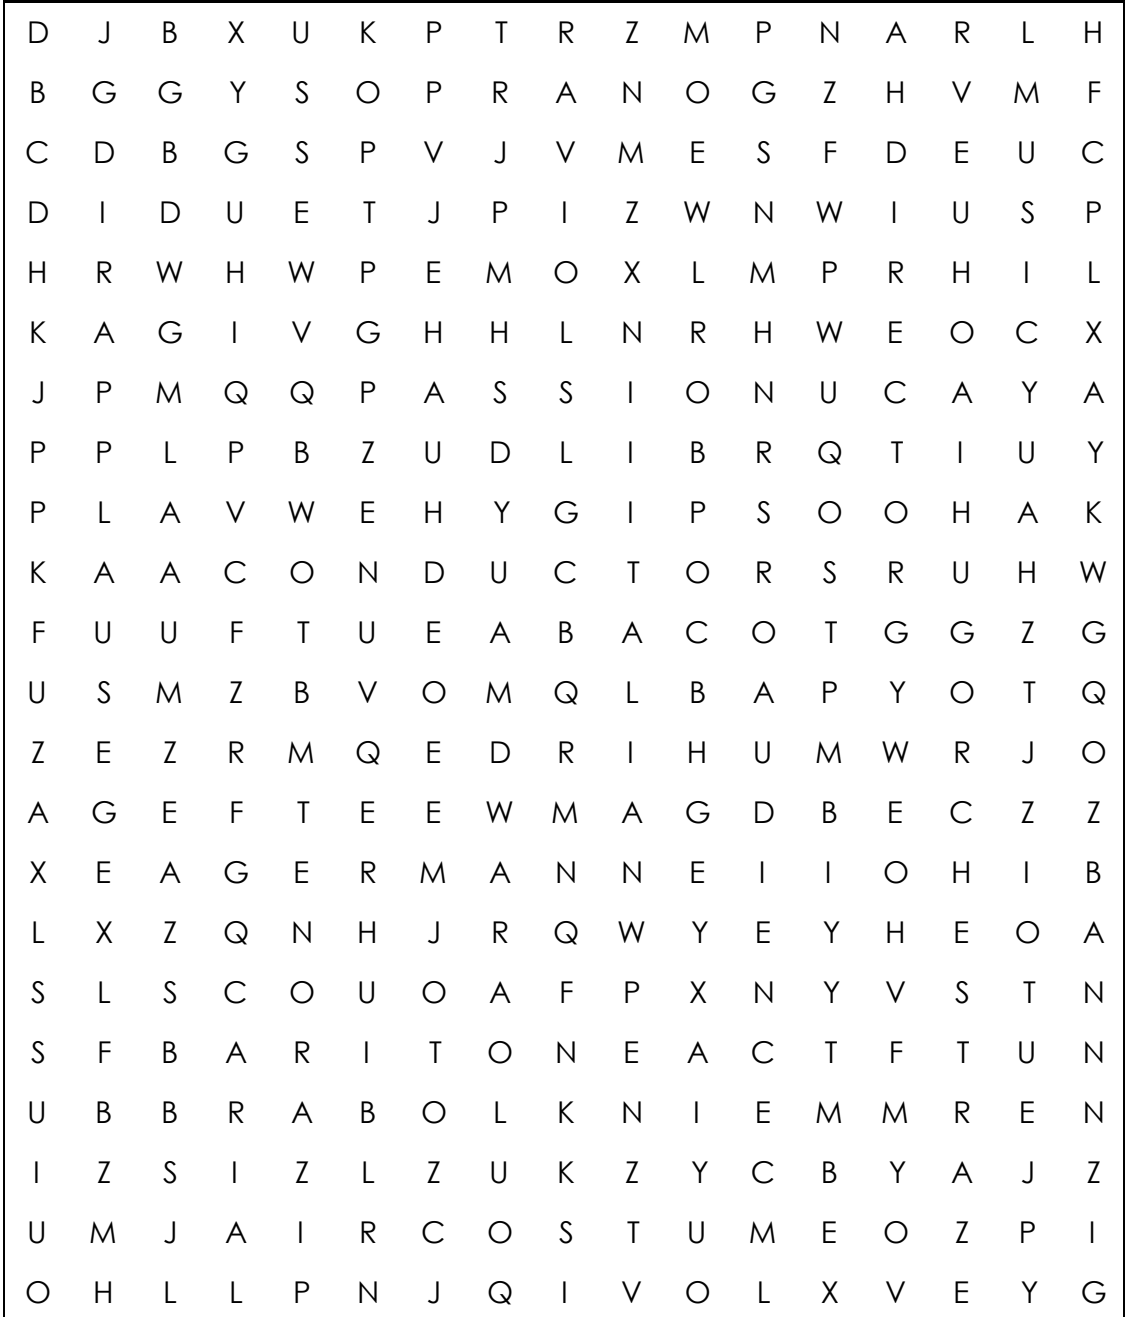 D J B X U K P T R Z M P N A R L H
B G G Y S O P R A N O G Z H V M F
C D B G S P V J V M E S F D E U C
D I D U E T J P I Z W N W I U S P
H R W H W P E M O X L M P R H I L
K A G I V G H H L N R H W E O C X
J P M Q Q P A S S I O N U C A Y A
P P L P B Z U D L I B R Q T I U Y
P L A V W E H Y G I P S O O H A K
K A A C O N D U C T O R S R U H W
F U U F T U E A B A C O T G G Z G
U S M Z B V O M Q L B A P Y O T Q
Z E Z R M Q E D R I H U M W R J O
A G E F T E E W M A G D B E C Z Z
X E A G E R M A N N E I I O H I B
L X Z Q N H J R Q W Y E Y H E O A
S L S C O U O A F P X N Y V S T N
S F B A R I T O N E A C T F T U N
U B B R A B O L K N I E M M R E N
I Z S I Z L Z U K Z Y C B Y A J Z
U M J A I R C O S T U M E O Z P I
O H L L P N J Q I V O L X V E Y G